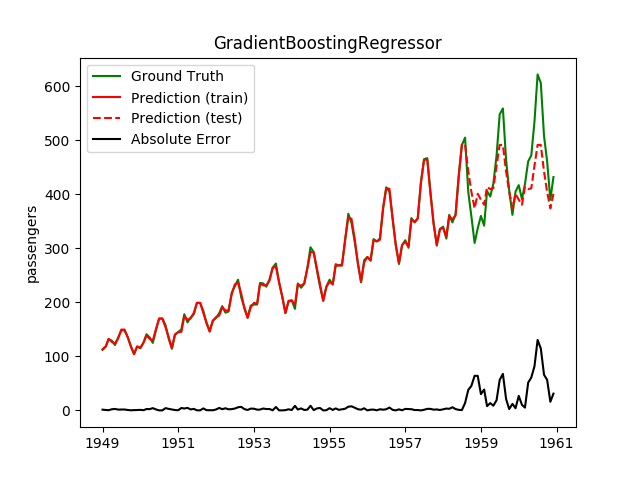 GradientBoostingRegressor
Ground Truth
Prediction (train)
Prediction (test)
Absolute Error
passengers
600
500
400
300
200
100
0
1949 1951 1953 1955 1957 1959 1961